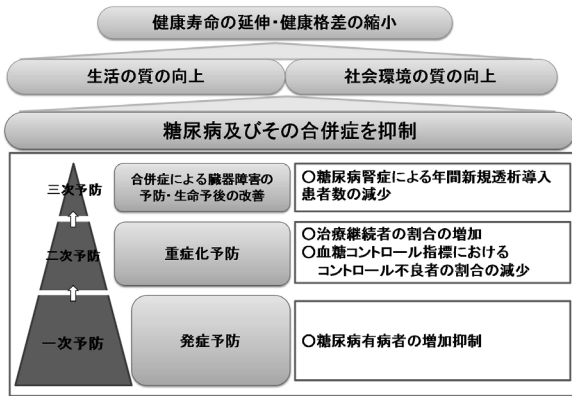 健康寿命の延伸・健康格差の縮小
生活の質の向上
社会環境の質の向上
糖尿病及びその合併症を抑制
三次予防
合併症による臓器障害の
予防・生命予後の改善
○糖尿病腎症による年間新規透析導入
患者数の減少
二次予防
重症化予防
○治療継続者の割合の増加
○血糖コントロール指標における
コントロール不良者の割合の減少
一次予防
発症予防
○糖尿病有病者の増加抑制